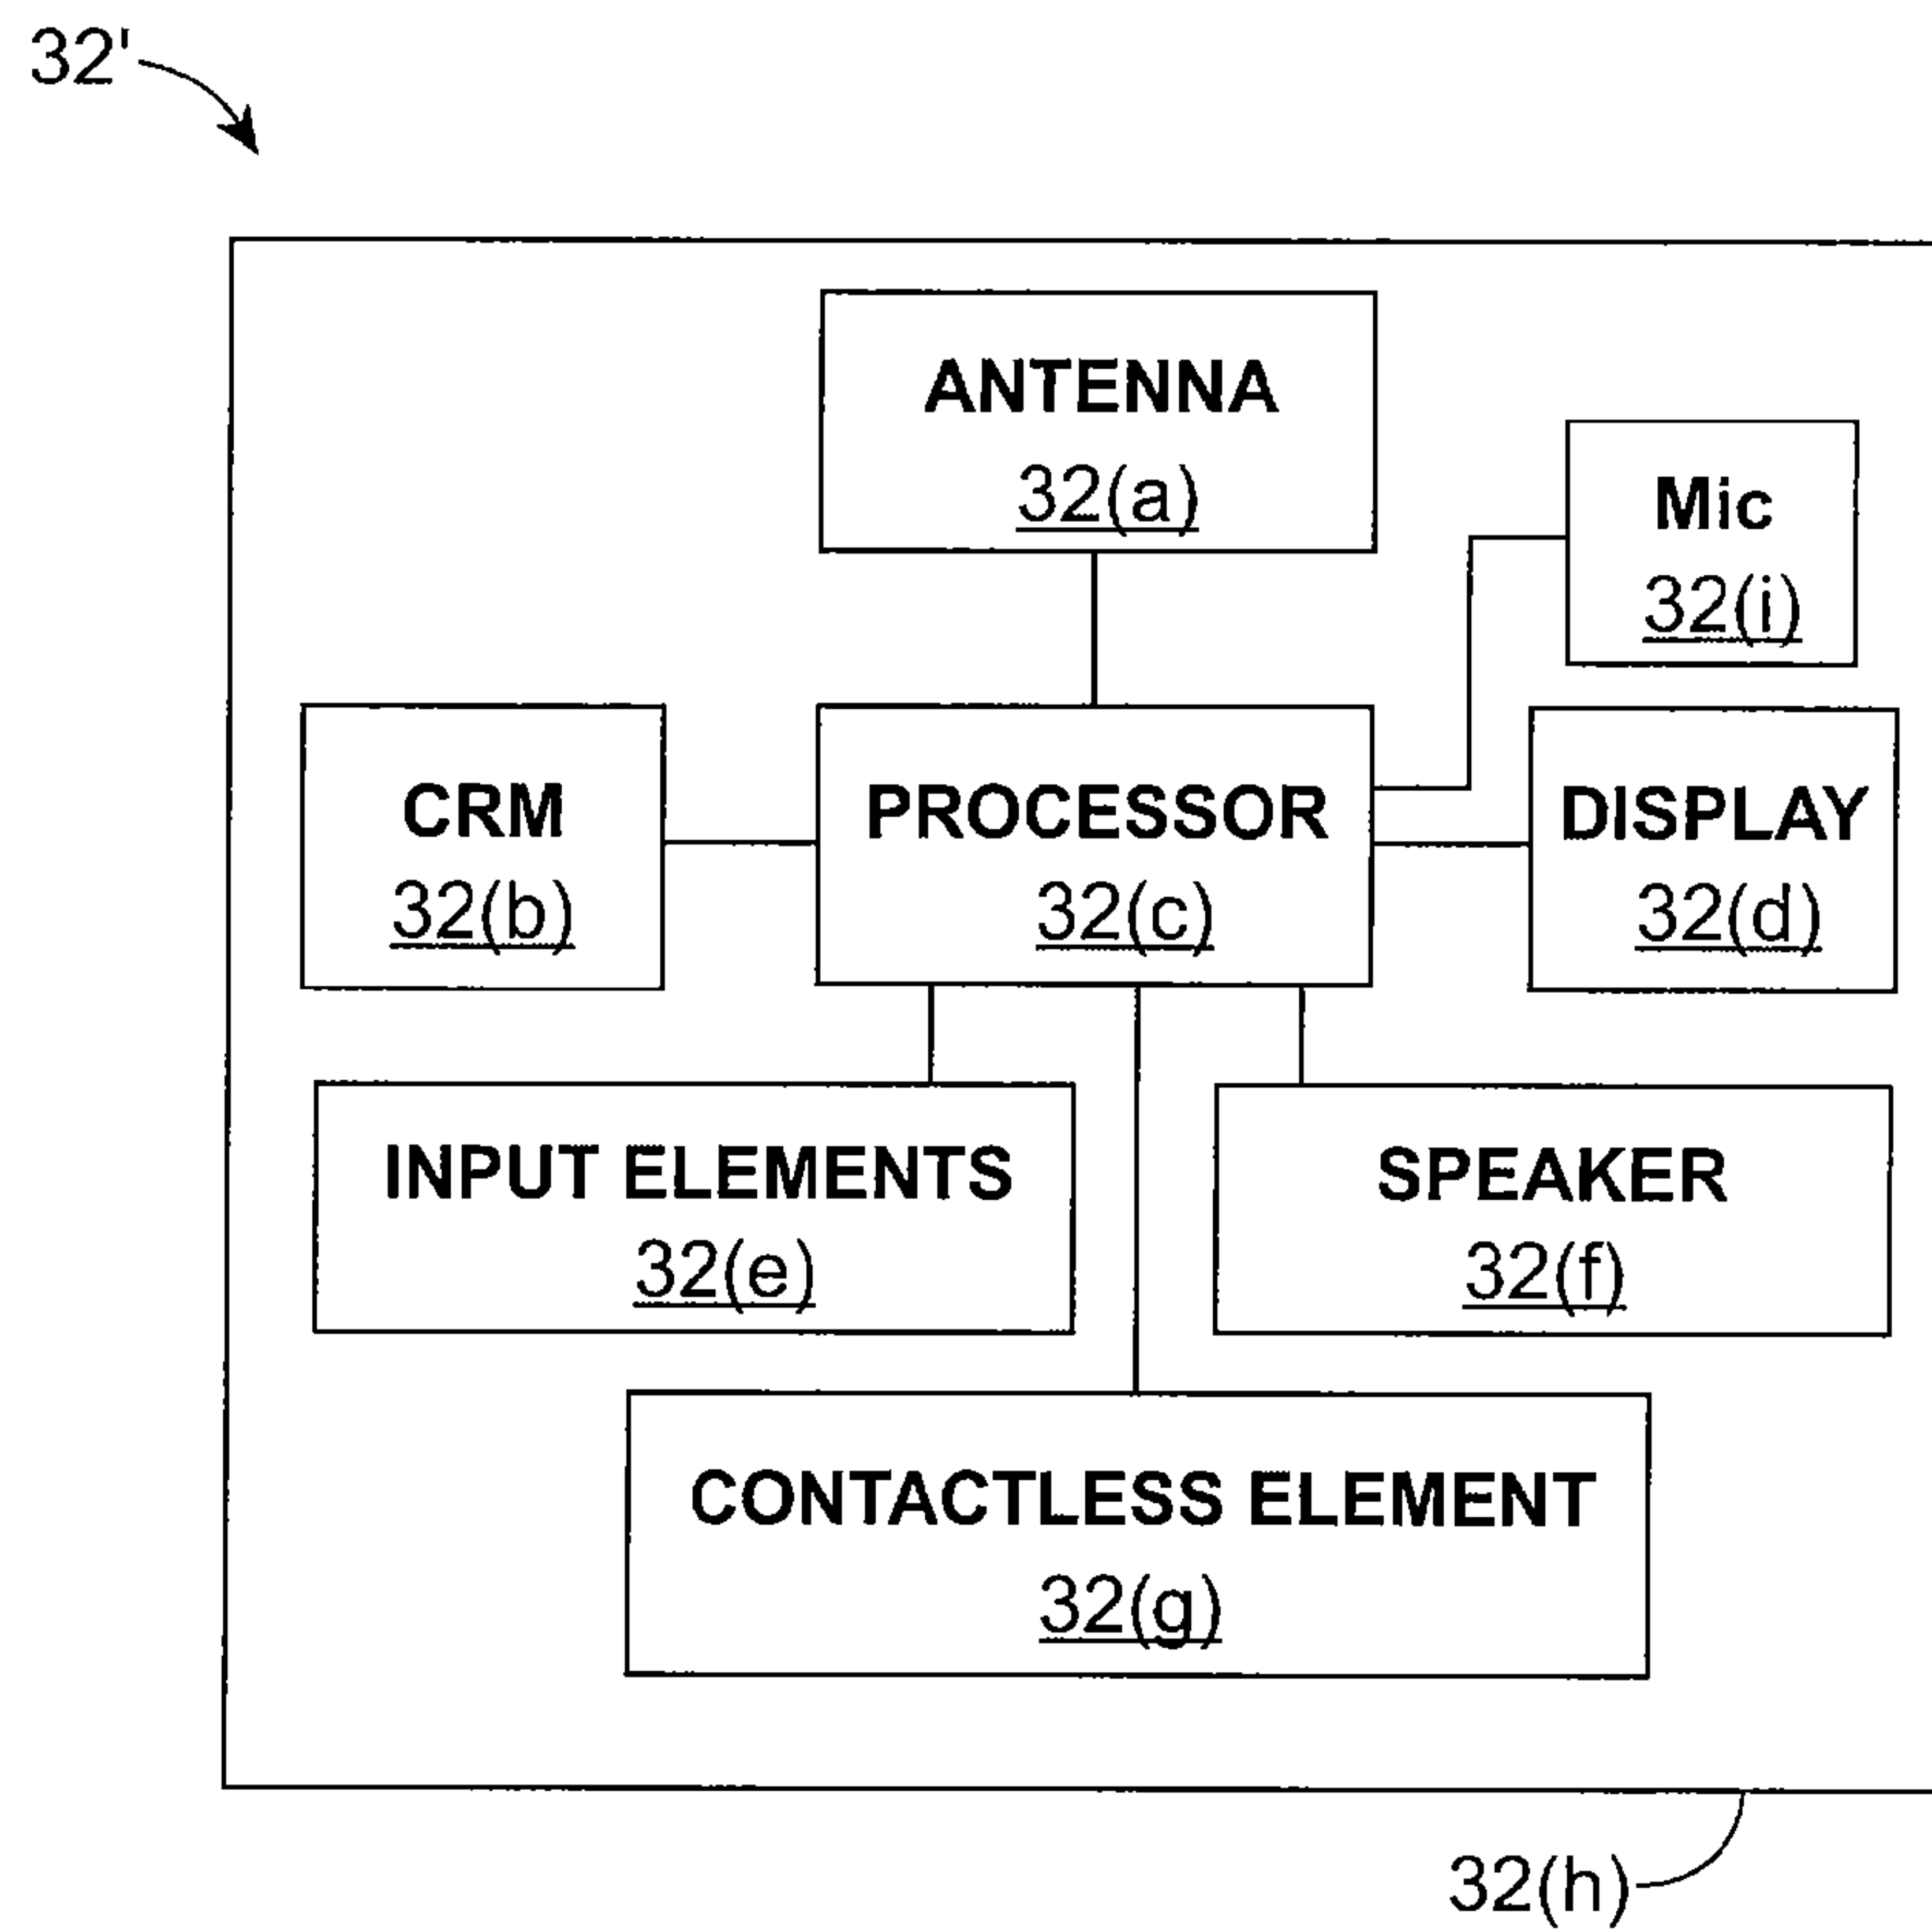 32'
ANTENNA
32(a)
Mic
32(i)
CRM
32(b)
PROCESSOR
32(c)
DISPLAY
32(d)
INPUT ELEMENTS
32(e)
SPEAKER
32(f)
CONTACTLESS ELEMENT
32(g)
32(h)